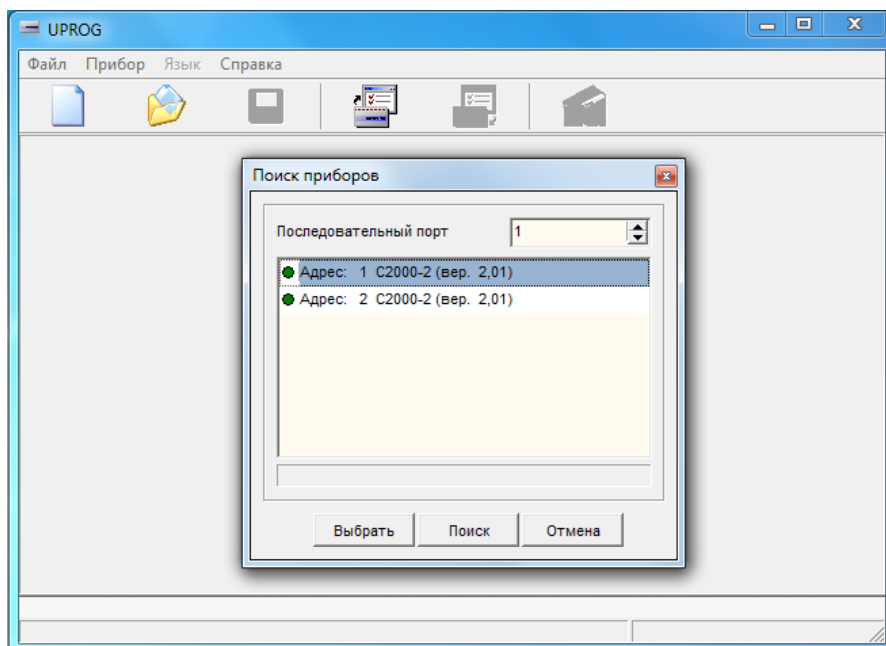 UPROG
Файл Прибор Язык Справка
Поиск приборов
Последовательный порт 1
Адрес: 1 С2000-2 (вер. 2,01)
Адрес: 2 С2000-2 (вер. 2,01)
Выбрать Поиск Отмена